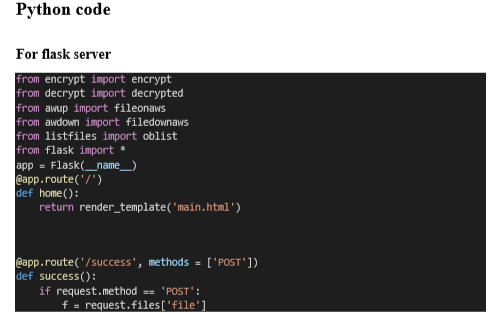 Python code
For flask server
from encrypt import encrypt
from decrypt import decrypted
from awup import fileonaws
from awdown import filedownaws
from listfiles import oblist
from flask import *
app = Flask(__name__)
@app.route('/')
def home():
    return render_template('main.html')
@app.route('/success', methods = ['POST'])
def success():
    if request.method == 'POST':
        f = request.files['file']